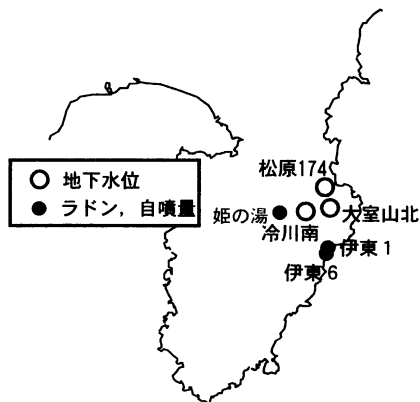 松原174
地下水位
ラドン，自噴量
姫の湯
大室山北
冷川南
伊東1
伊東6